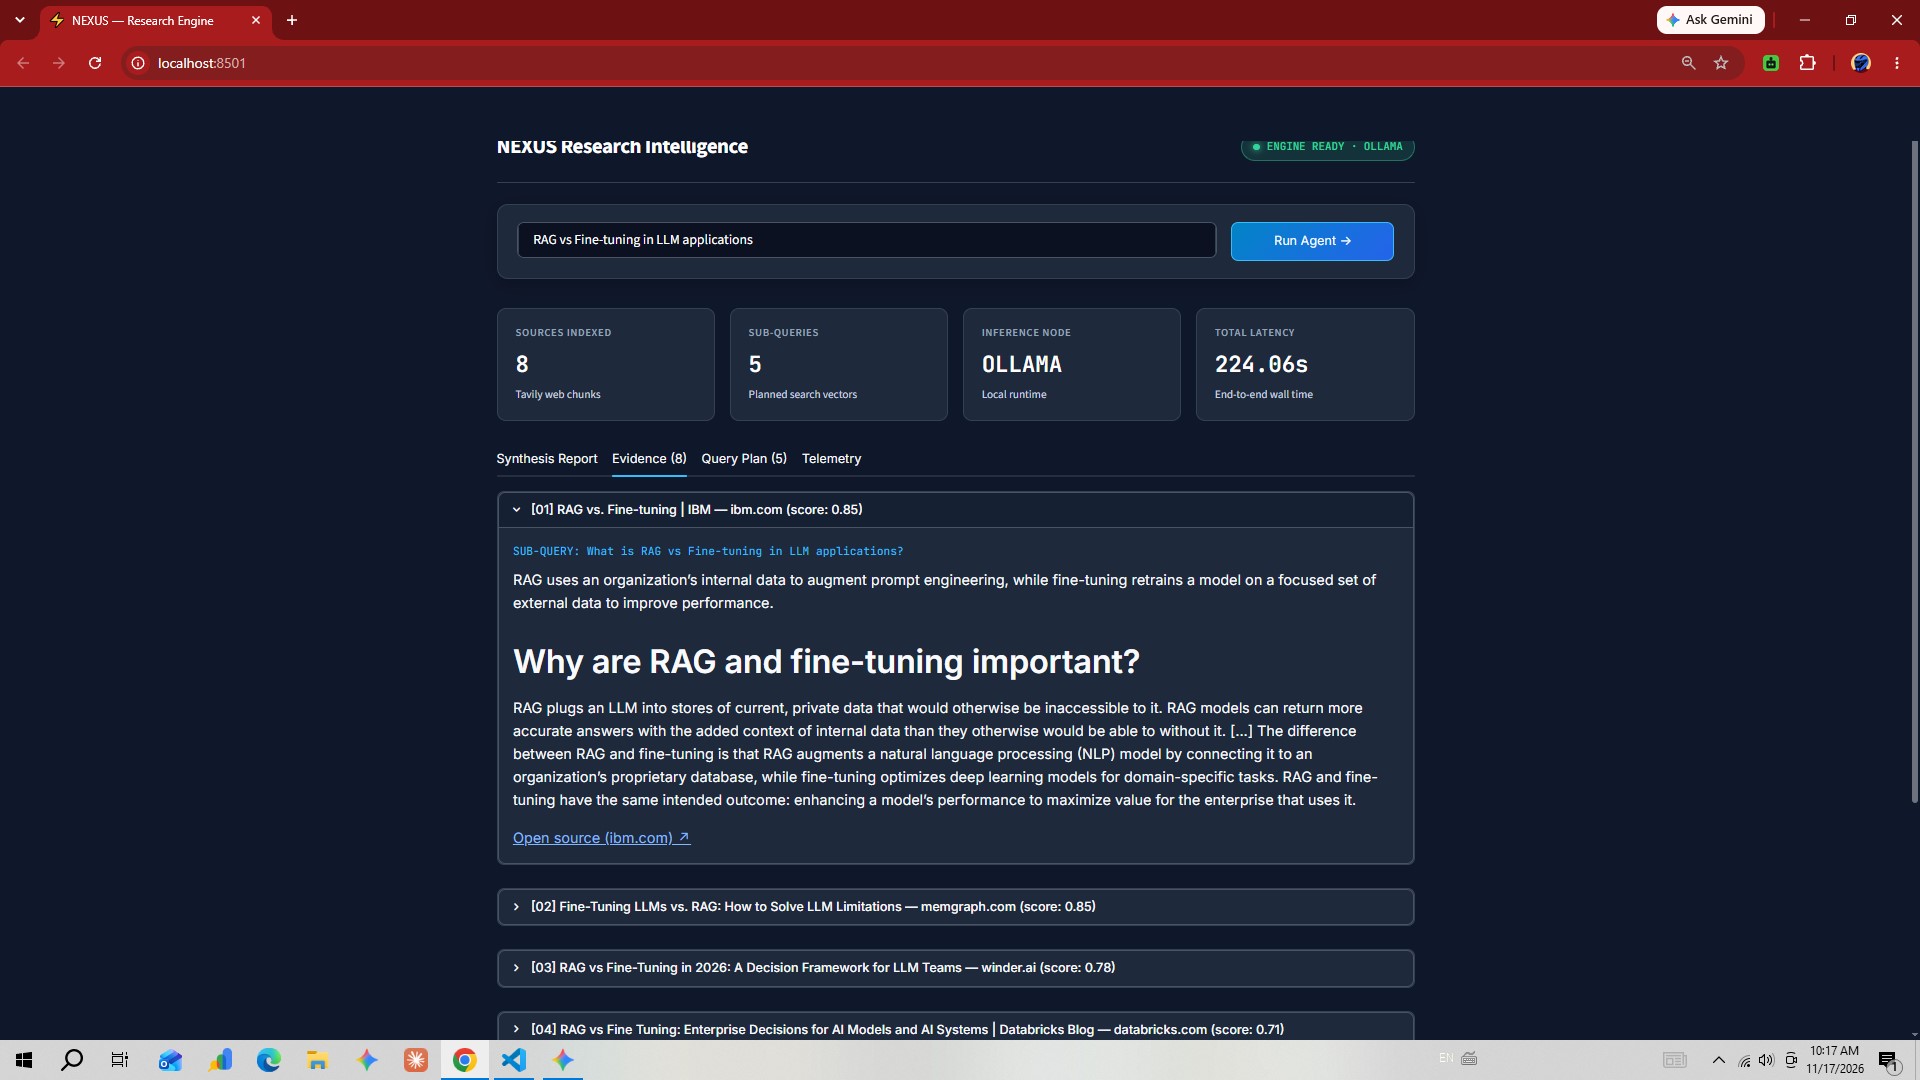 NEXUS — Research Engine
Ask Gemini
localhost:8501
NEXUS Research Intelligence
ENGINE READY · OLLAMA
RAG vs Fine-tuning in LLM applications
Run Agent →
SOURCES INDEXED
8
Tavily web chunks
SUB-QUERIES
5
Planned search vectors
INFERENCE NODE
OLLAMA
Local runtime
TOTAL LATENCY
224.06s
End-to-end wall time
Synthesis Report Evidence (8) Query Plan (5) Telemetry
[01] RAG vs. Fine-tuning | IBM — ibm.com (score: 0.85)
SUB-QUERY: What is RAG vs Fine-tuning in LLM applications?
RAG uses an organization’s internal data to augment prompt engineering, while fine-tuning retrains a model on a focused set of
external data to improve performance.
Why are RAG and fine-tuning important?
RAG plugs an LLM into stores of current, private data that would otherwise be inaccessible to it. RAG models can return more
accurate answers with the added context of internal data than they otherwise would be able to without it. [...] The difference
between RAG and fine-tuning is that RAG augments a natural language processing (NLP) model by connecting it to an
organization’s proprietary database, while fine-tuning optimizes deep learning models for domain-specific tasks. RAG and fine-
tuning have the same intended outcome: enhancing a model’s performance to maximize value for the enterprise that uses it.
Open source (ibm.com) ↗
[02] Fine-Tuning LLMs vs. RAG: How to Solve LLM Limitations — memgraph.com (score: 0.85)
[03] RAG vs Fine-Tuning in 2026: A Decision Framework for LLM Teams — winder.ai (score: 0.78)
[04] RAG vs Fine Tuning: Enterprise Decisions for AI Models and AI Systems | Databricks Blog — databricks.com (score: 0.71)
EN
10:17 AM
11/17/2026
1